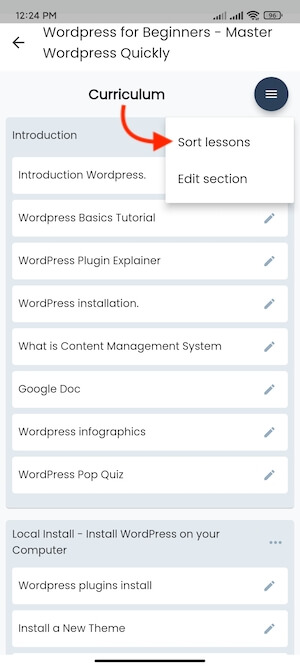 12:24 PM
96
Wordpress for Beginners - Master
Wordpress Quickly
Curriculum
Introduction
Sort lessons
Edit section
Introduction Wordpress.
Wordpress Basics Tutorial
WordPress Plugin Explainer
WordPress installation.
What is Content Management System
Google Doc
Wordpress infographics
WordPress Pop Quiz
Local Install - Install WordPress on your
Computer
Wordpress plugins install
Install a New Theme